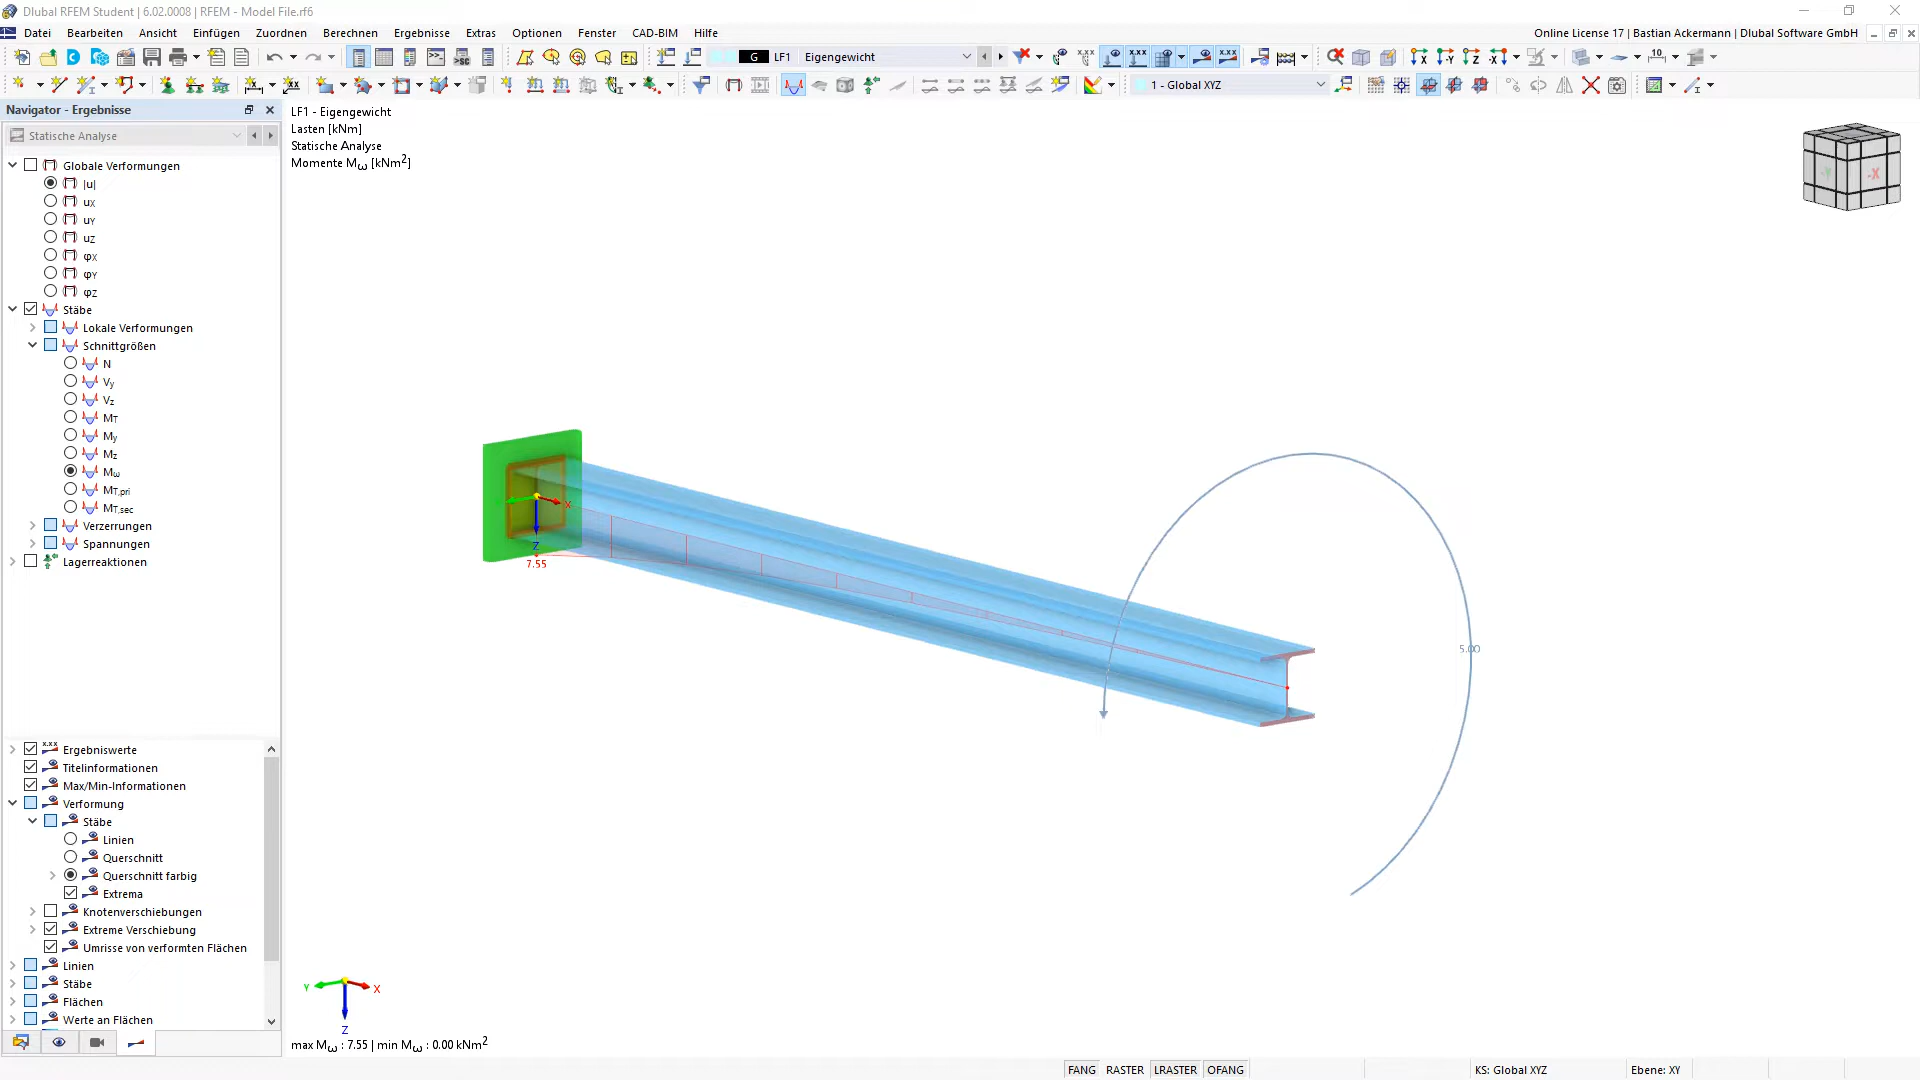 Dlubal RFEM Student | 6.02.0008 | RFEM - Model File.rf6
Datei Bearbeiten Ansicht Einfügen Zuordnen Berechnen Ergebnisse Extras Optionen Fenster CAD-BIM Hilfe
Online License 17 | Bastian Ackermann | Dlubal Software GmbH
G LF1 Eigengewicht
1 - Global XYZ
Navigator - Ergebnisse
Statische Analyse
Globale Verformungen
|u|
uX
uY
uZ
φX
φY
φZ
Stäbe
Lokale Verformungen
Schnittgrößen
N
Vy
Vz
MT
My
Mz
Mω
MT,pri
MT,sec
Verzerrungen
Spannungen
Lagerreaktionen
Ergebniswerte
Titelinformationen
Max/Min-Informationen
Verformung
Stäbe
Linien
Querschnitt
Querschnitt farbig
Extrema
Knotenverschiebungen
Extreme Verschiebung
Umrisse von verformten Flächen
Linien
Stäbe
Flächen
Werte an Flächen
LF1 - Eigengewicht
Lasten [kNm]
Statische Analyse
Momente Mω [kNm²]
-Y -X
X
Z
7.55
5.00
Y X
Z
max Mω : 7.55 | min Mω : 0.00 kNm²
FANG RASTER LRASTER OFANG KS: Global XYZ Ebene: XY